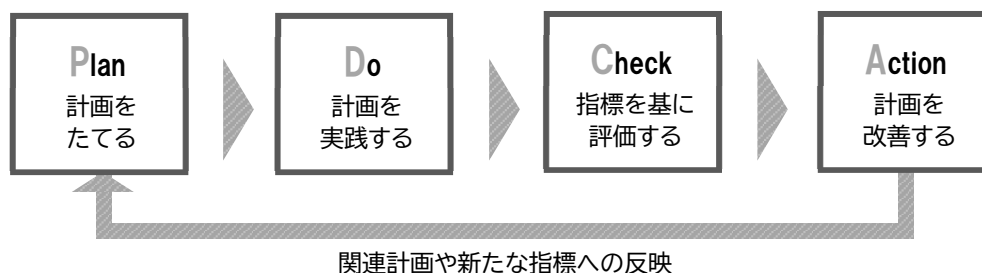 Plan
計画を
たてる
Do
計画を
実践する
Check
指標を基に
評価する
Action
計画を
改善する
関連計画や新たな指標への反映